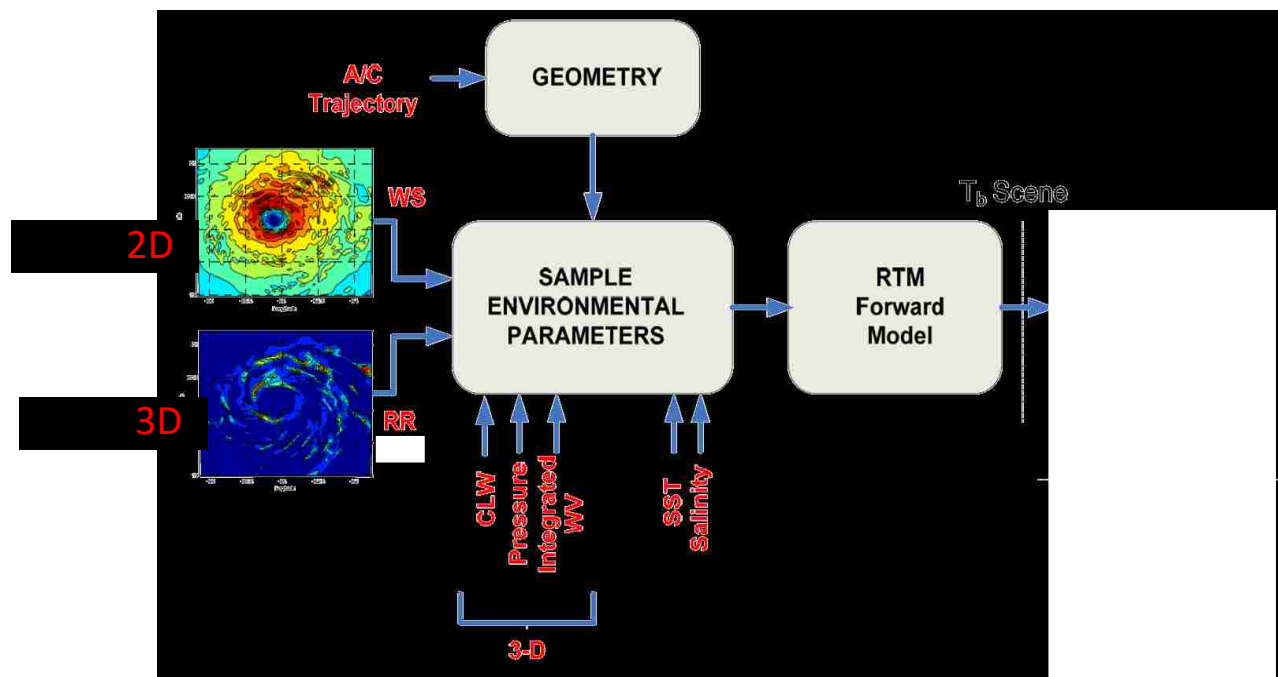 GEOMETRY
A/C
Trajectory
WS
2D
T_b Scene
SAMPLE
ENVIRONMENTAL
PARAMETERS
RTM
Forward
Model
3D
RR
CLW
Pressure
Integrated
WV
SST
Salinity
3-D